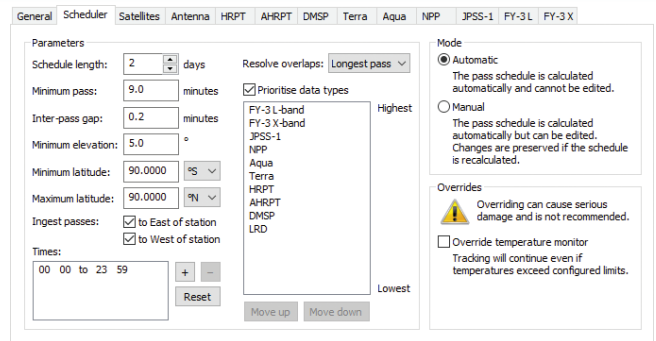 General Scheduler Satellites Antenna HRPT AHRPT DMSP Terra Aqua NPP JPSS-1 FY-3 L FY-3 X
Parameters
Schedule length: 2 days
Minimum pass: 9.0 minutes
Inter-pass gap: 0.2 minutes
Minimum elevation: 5.0 °
Minimum latitude: 90.0000 °S
Maximum latitude: 90.0000 °N
Ingest passes: to East of station
to West of station
Times:
00 00 to 23 59
+ −
Reset
Resolve overlaps: Longest pass
Prioritise data types
FY-3 L-band
FY-3 X-band
JPSS-1
NPP
Aqua
Terra
HRPT
AHRPT
DMSP
LRD
Highest
Lowest
Move up Move down
Mode
Automatic
The pass schedule is calculated
automatically and cannot be edited.
Manual
The pass schedule is calculated
automatically but can be edited.
Changes are preserved if the schedule
is recalculated.
Overrides
Overriding can cause serious
damage and is not recommended.
Override temperature monitor
Tracking will continue even if
temperatures exceed configured limits.